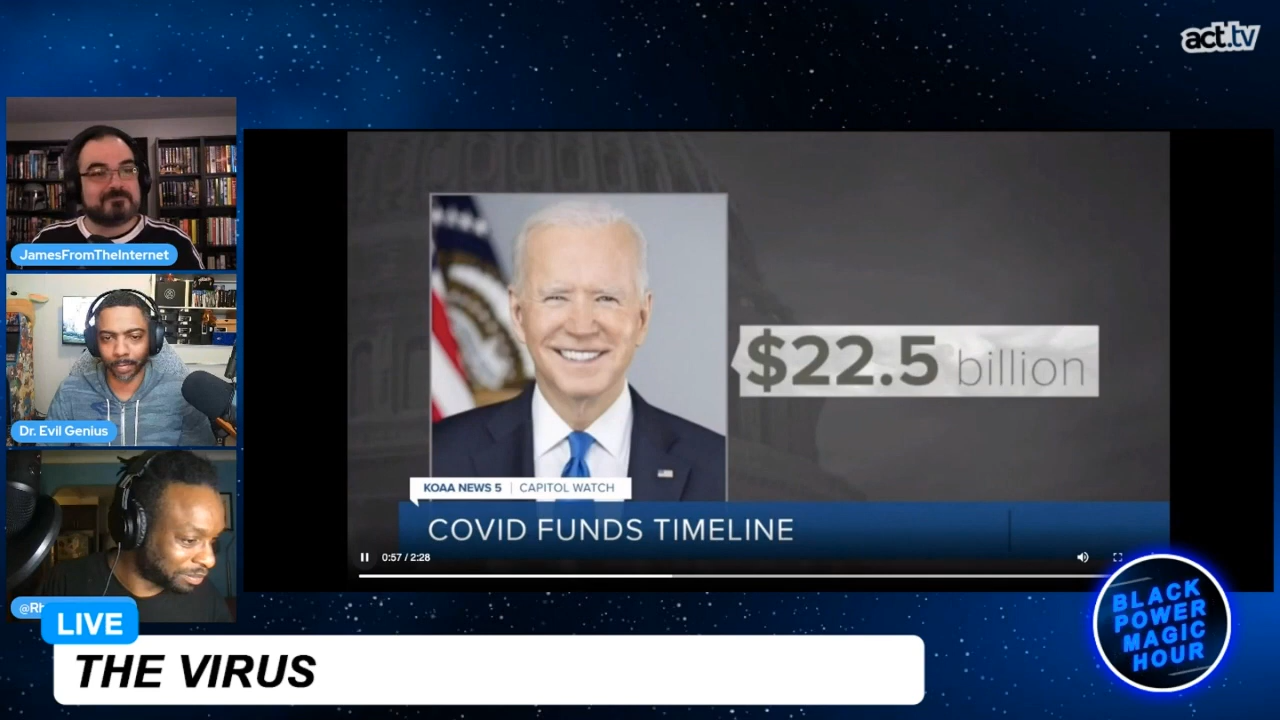 act.tv
JamesFromTheInternet
Dr. Evil Genius
$22.5 billion
KOAA NEWS 5 | CAPITOL WATCH
COVID FUNDS TIMELINE
0:57 / 2:28
LIVE
THE VIRUS
BLACK
POWER
MAGIC
HOUR